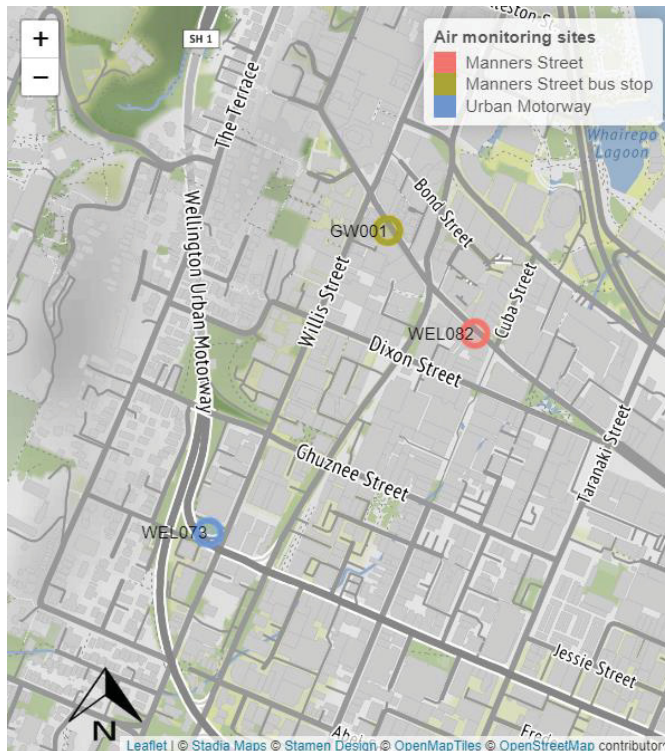 +
−
SH 1
The Terrace
Air monitoring sites
Manners Street
Manners Street bus stop
Urban Motorway
Whairepo
Lagoon
Bond Street
GW001
Wellington Urban Motorway
Willis Street
Cuba Street
WEL082
Dixon Street
Taranaki Street
Ghuznee Street
WEL073
Jessie Street
N
Leaflet | © Stadia Maps © Stamen Design © OpenMapTiles © OpenStreetMap contributo